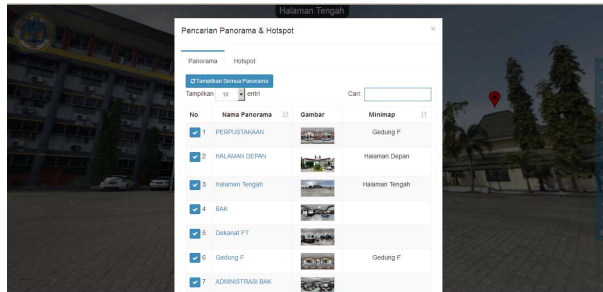 Halaman Tengah
Pencarian Panorama & Hotspot ×
Panorama Hotspot
Tampilkan Semua Panorama
Tampilkan 10 entri Cari:
No Nama Panorama Gambar Minimap
1 PERPUSTAKAAN Gedung F
2 HALAMAN DEPAN Halaman Depan
3 Halaman Tengah Halaman Tengah
4 BAK
5 Dekanat FT
6 Gedung F Gedung F
7 ADMINISTRASI BAK